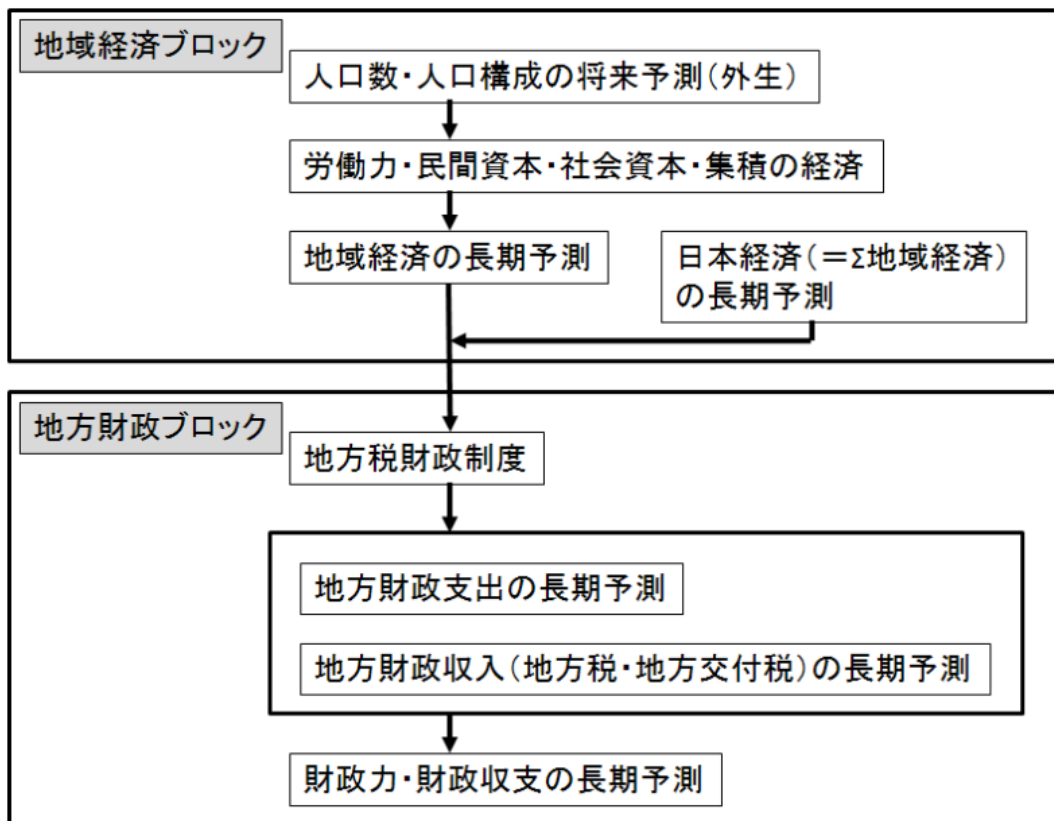 地域経済ブロック
人口数・人口構成の将来予測（外生）
労働力・民間資本・社会資本・集積の経済
地域経済の長期予測
日本経済（＝Σ地域経済）
の長期予測
地方財政ブロック
地方税財政制度
地方財政支出の長期予測
地方財政収入（地方税・地方交付税）の長期予測
財政力・財政収支の長期予測